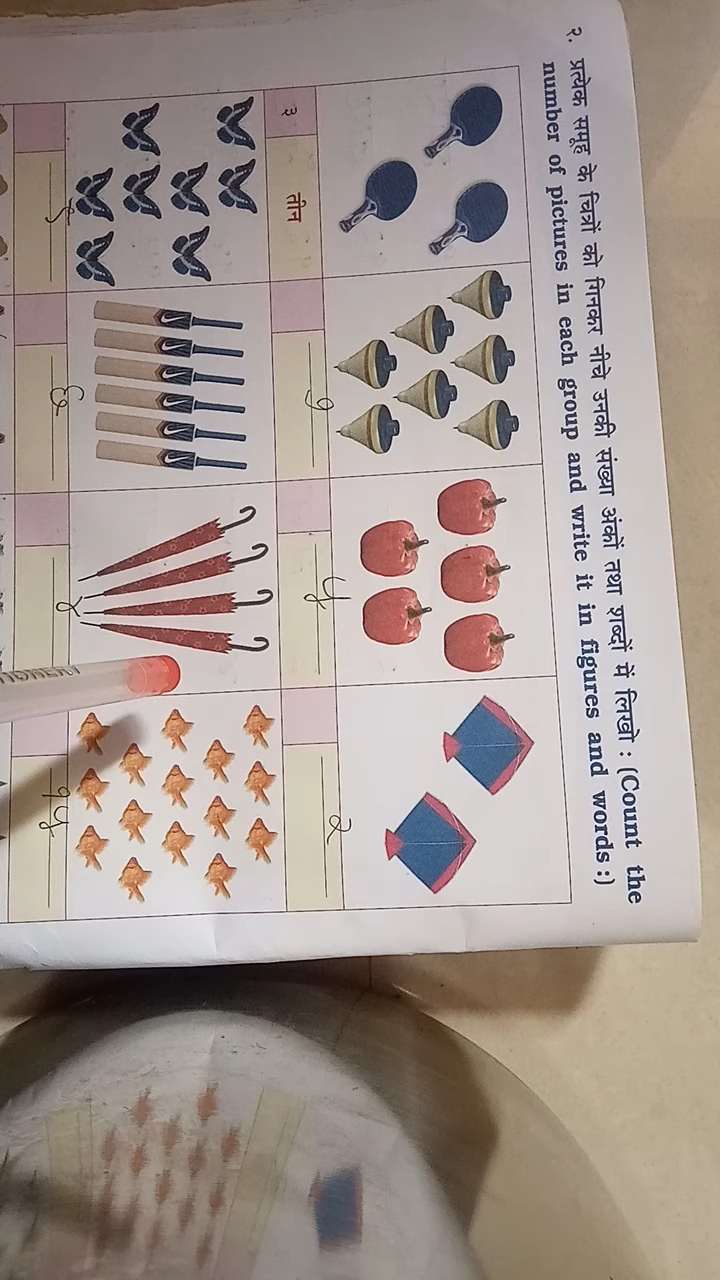 २. प्रत्येक समूह के चित्रों को गिनकर नीचे उनकी संख्या अंकों तथा शब्दों में लिखो : (Count the
number of pictures in each group and write it in figures and words :)
३ तीन ७ ५ २
६ ४ १५